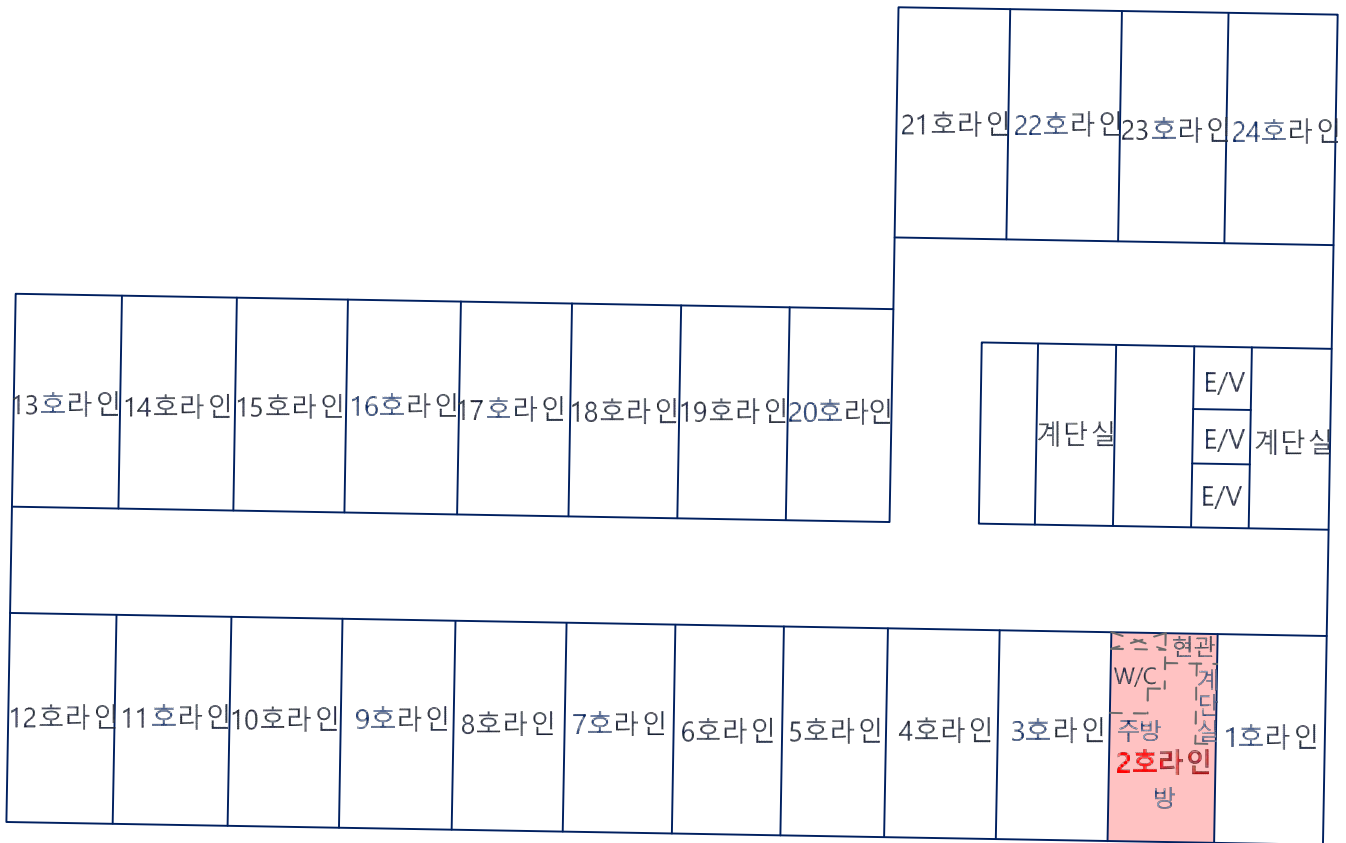 21호라인 22호라인 23호라인 24호라인
E/V
13호라인 14호라인 15호라인 16호라인 17호라인 18호라인 19호라인 20호라인
계단실
E/V
계단실
E/V
현관
W/C
계단실
주방
12호라인 11호라인 10호라인 9호라인 8호라인 7호라인 6호라인 5호라인 4호라인 3호라인 2호라인 1호라인
방